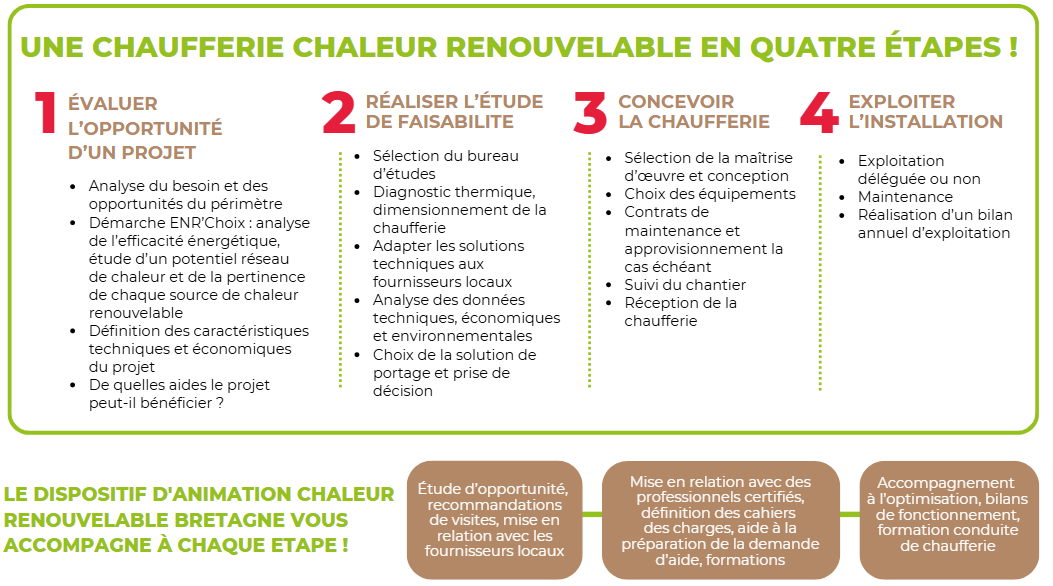 UNE CHAUFFERIE CHALEUR RENOUVELABLE EN QUATRE ÉTAPES !
1 ÉVALUER
L'OPPORTUNITÉ
D'UN PROJET
• Analyse du besoin et des
opportunités du périmètre
• Démarche ENR'Choix : analyse
de l'efficacité énergétique,
étude d'un potentiel réseau
de chaleur et de la pertinence
de chaque source de chaleur
renouvelable
• Définition des caractéristiques
techniques et économiques
du projet
• De quelles aides le projet
peut-il bénéficier ?
2 RÉALISER L'ÉTUDE
DE FAISABILITE
• Sélection du bureau
d'études
• Diagnostic thermique,
dimensionnement de la
chaufferie
• Adapter les solutions
techniques aux
fournisseurs locaux
• Analyse des données
techniques, économiques
et environnementales
• Choix de la solution de
portage et prise de
décision
3 CONCEVOIR
LA CHAUFFERIE
• Sélection de la maîtrise
d'œuvre et conception
• Choix des équipements
• Contrats de
maintenance et
approvisionnement la
cas échéant
• Suivi du chantier
• Réception de la
chaufferie
4 EXPLOITER
L'INSTALLATION
• Exploitation
déléguée ou non
• Maintenance
• Réalisation d'un bilan
annuel d'exploitation
LE DISPOSITIF D'ANIMATION CHALEUR
RENOUVELABLE BRETAGNE VOUS
ACCOMPAGNE À CHAQUE ETAPE !
Étude d'opportunité,
recommandations
de visites, mise en
relation avec les
fournisseurs locaux
Mise en relation avec des
professionnels certifiés,
définition des cahiers
des charges, aide à la
préparation de la demande
d'aide, formations
Accompagnement
à l'optimisation, bilans
de fonctionnement,
formation conduite
de chaufferie